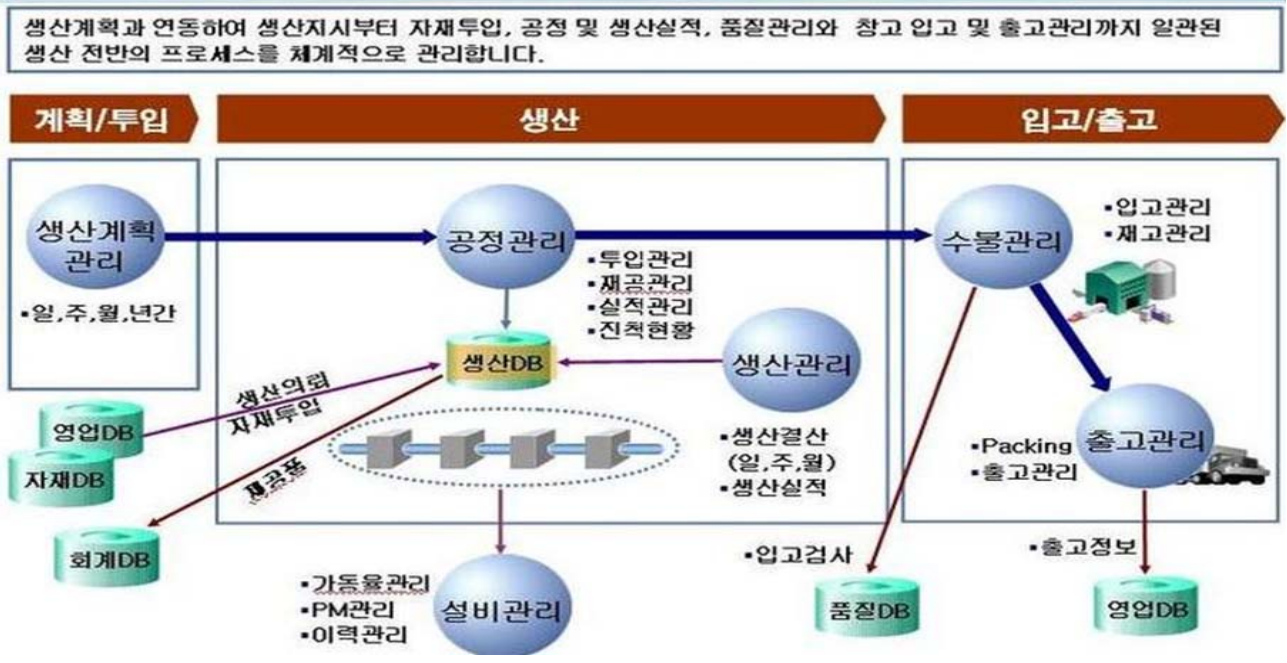 생산계획과 연동하여 생산지시부터 자재투입, 공정 및 생산실적, 품질관리와 창고 입고 및 출고관리까지 일관된
생산 전반의 프로세스를 체계적으로 관리합니다.
계획/투입
생산
입고/출고
생산계획
관리
▪일,주,월,년간
공정관리
▪투입관리
▪재공관리
▪실적관리
▪진척현황
수불관리
▪입고관리
▪재고관리
생산DB
생산관리
▪생산결산
(일,주,월)
▪생산실적
생산의뢰
자재투입
재공품
영업DB
자재DB
회계DB
▪Packing
▪출고관리
출고관리
▪가동율관리
▪PM관리
▪이력관리
설비관리
▪입고검사
품질DB
▪출고정보
영업DB